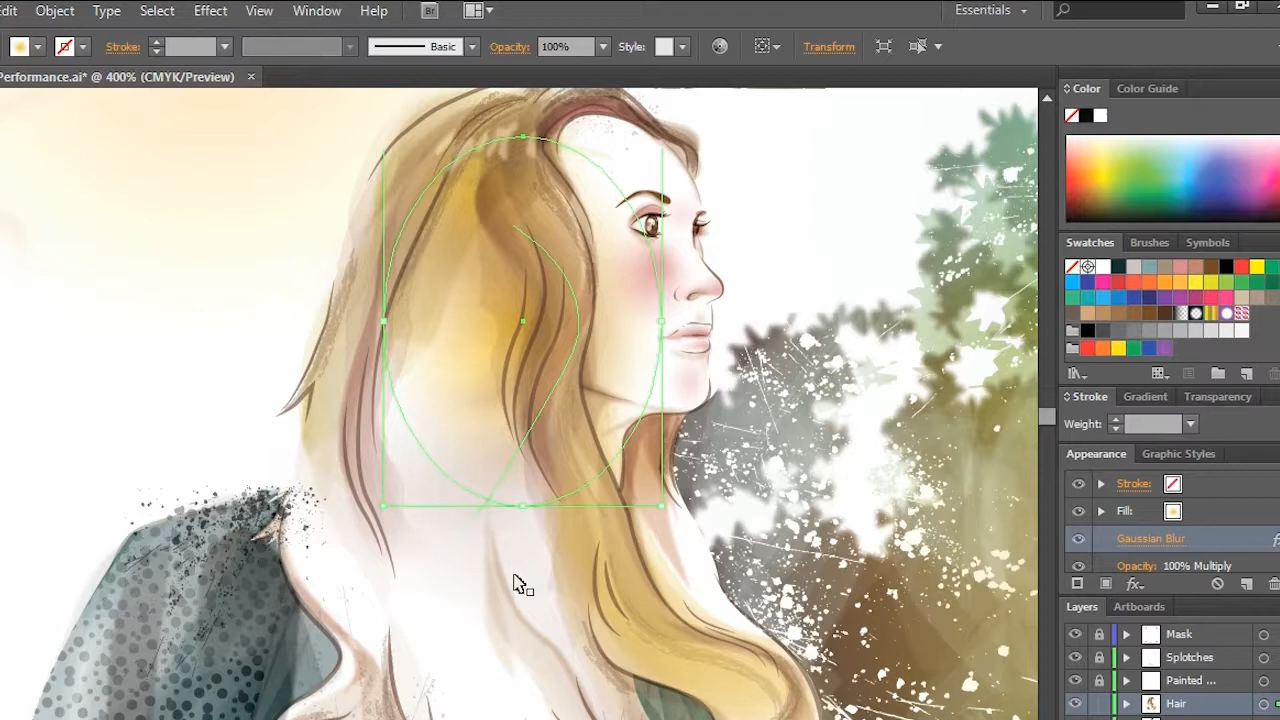 Edit Object Type Select Effect View Window Help Br Essentials
Stroke: Basic Opacity: 100% Style: Transform
Performance.ai* @ 400% (CMYK/Preview) ×
Color Color Guide
Swatches Brushes Symbols
Stroke Gradient Transparency
Weight:
Appearance Graphic Styles
Stroke:
Fill:
Gaussian Blur
Opacity: 100% Multiply
Layers Artboards
Mask
Splotches
Painted ...
Hair